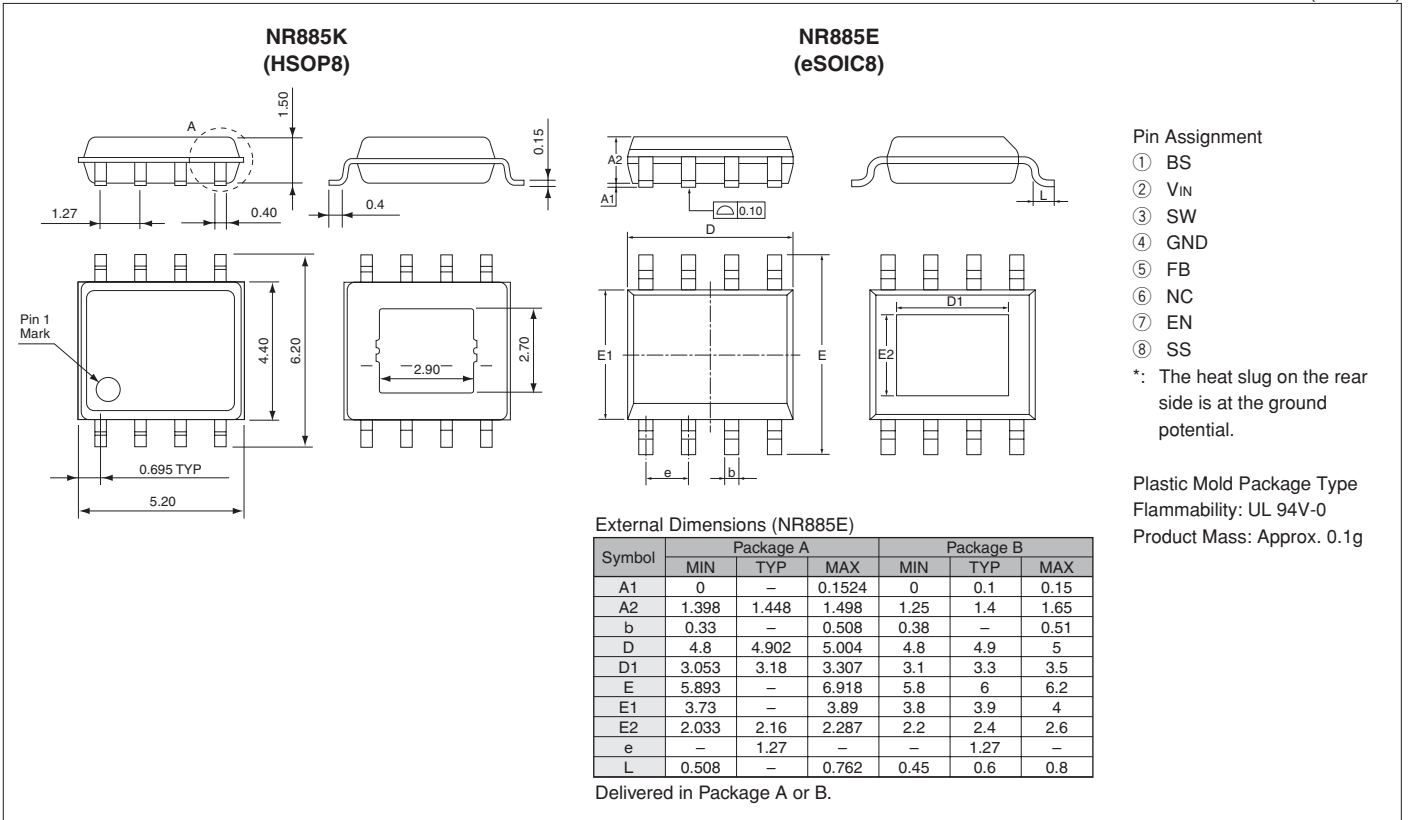 NR885K
(HSOP8)
A
1.50
0.15
1.27
0.40
0.4
Pin 1
Mark
4.40
6.20
2.90
2.70
0.695 TYP
5.20
NR885E
(eSOIC8)
A2
A1
0.10
L
D
E1
E
D1
E2
e
b
External Dimensions (NR885E)
Symbol Package A Package B
MIN TYP MAX MIN TYP MAX
A1 0 – 0.1524 0 0.1 0.15
A2 1.398 1.448 1.498 1.25 1.4 1.65
b 0.33 – 0.508 0.38 – 0.51
D 4.8 4.902 5.004 4.8 4.9 5
D1 3.053 3.18 3.307 3.1 3.3 3.5
E 5.893 – 6.918 5.8 6 6.2
E1 3.73 – 3.89 3.8 3.9 4
E2 2.033 2.16 2.287 2.2 2.4 2.6
e – 1.27 – – 1.27 –
L 0.508 – 0.762 0.45 0.6 0.8
Delivered in Package A or B.
Pin Assignment
① BS
② VIN
③ SW
④ GND
⑤ FB
⑥ NC
⑦ EN
⑧ SS
*: The heat slug on the rear
side is at the ground
potential.
Plastic Mold Package Type
Flammability: UL 94V-0
Product Mass: Approx. 0.1g